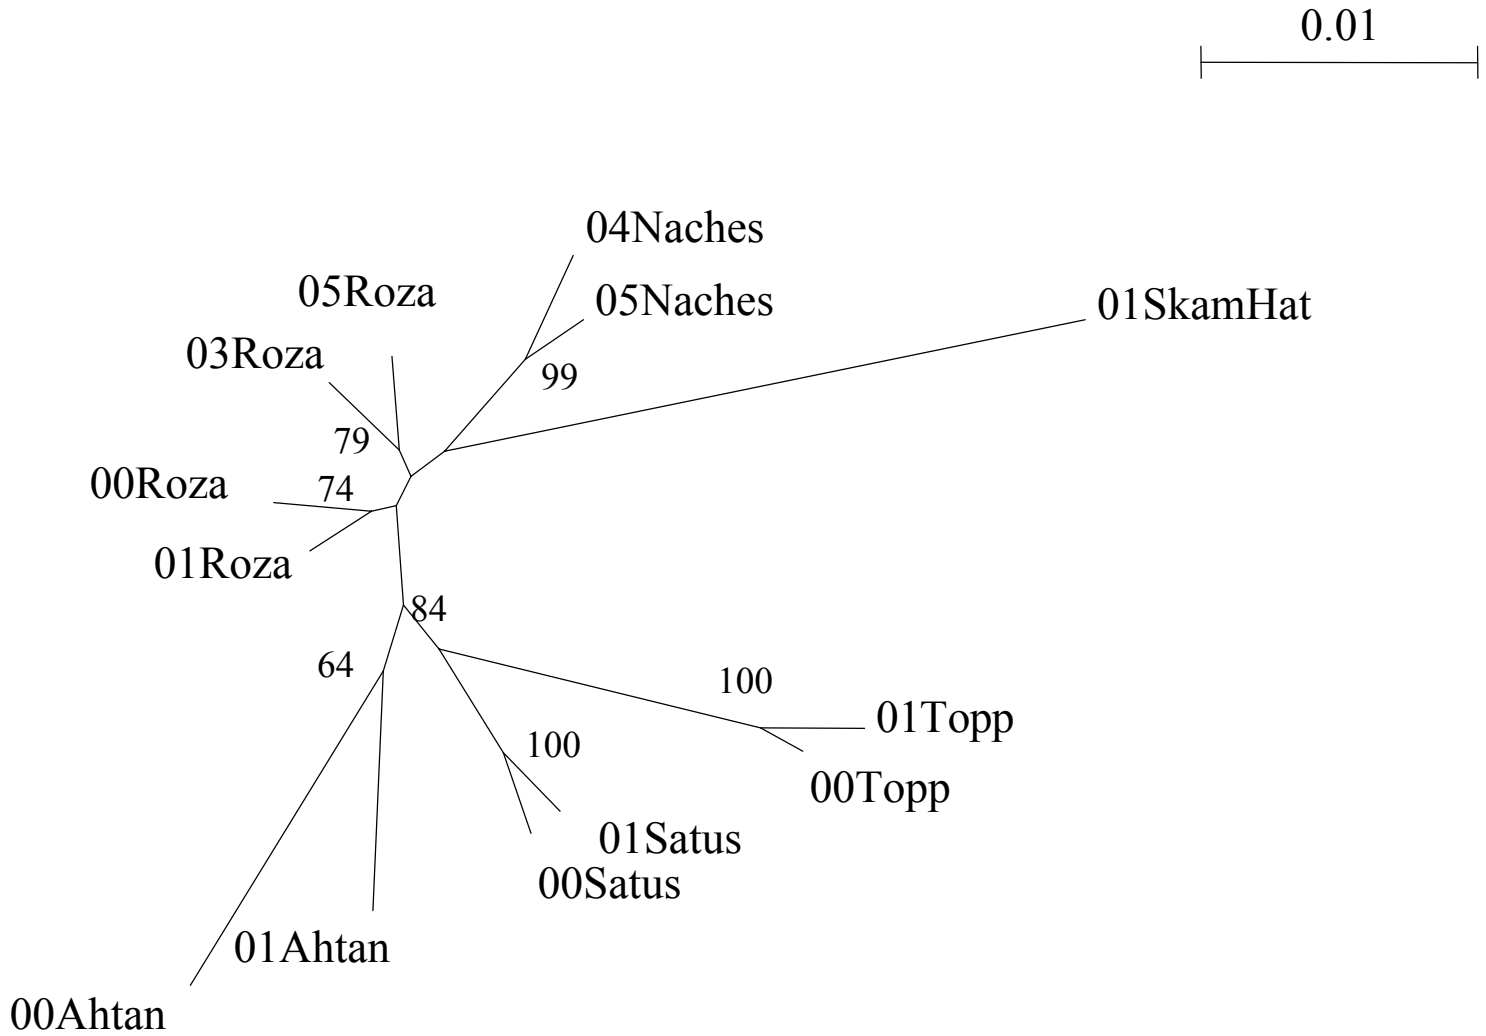 0.01
04Naches
05Roza
05Naches
01SkamHat
03Roza
99
79
00Roza
74
01Roza
84
64
100
01Topp
100
00Topp
01Satus
00Satus
01Ahtan
00Ahtan